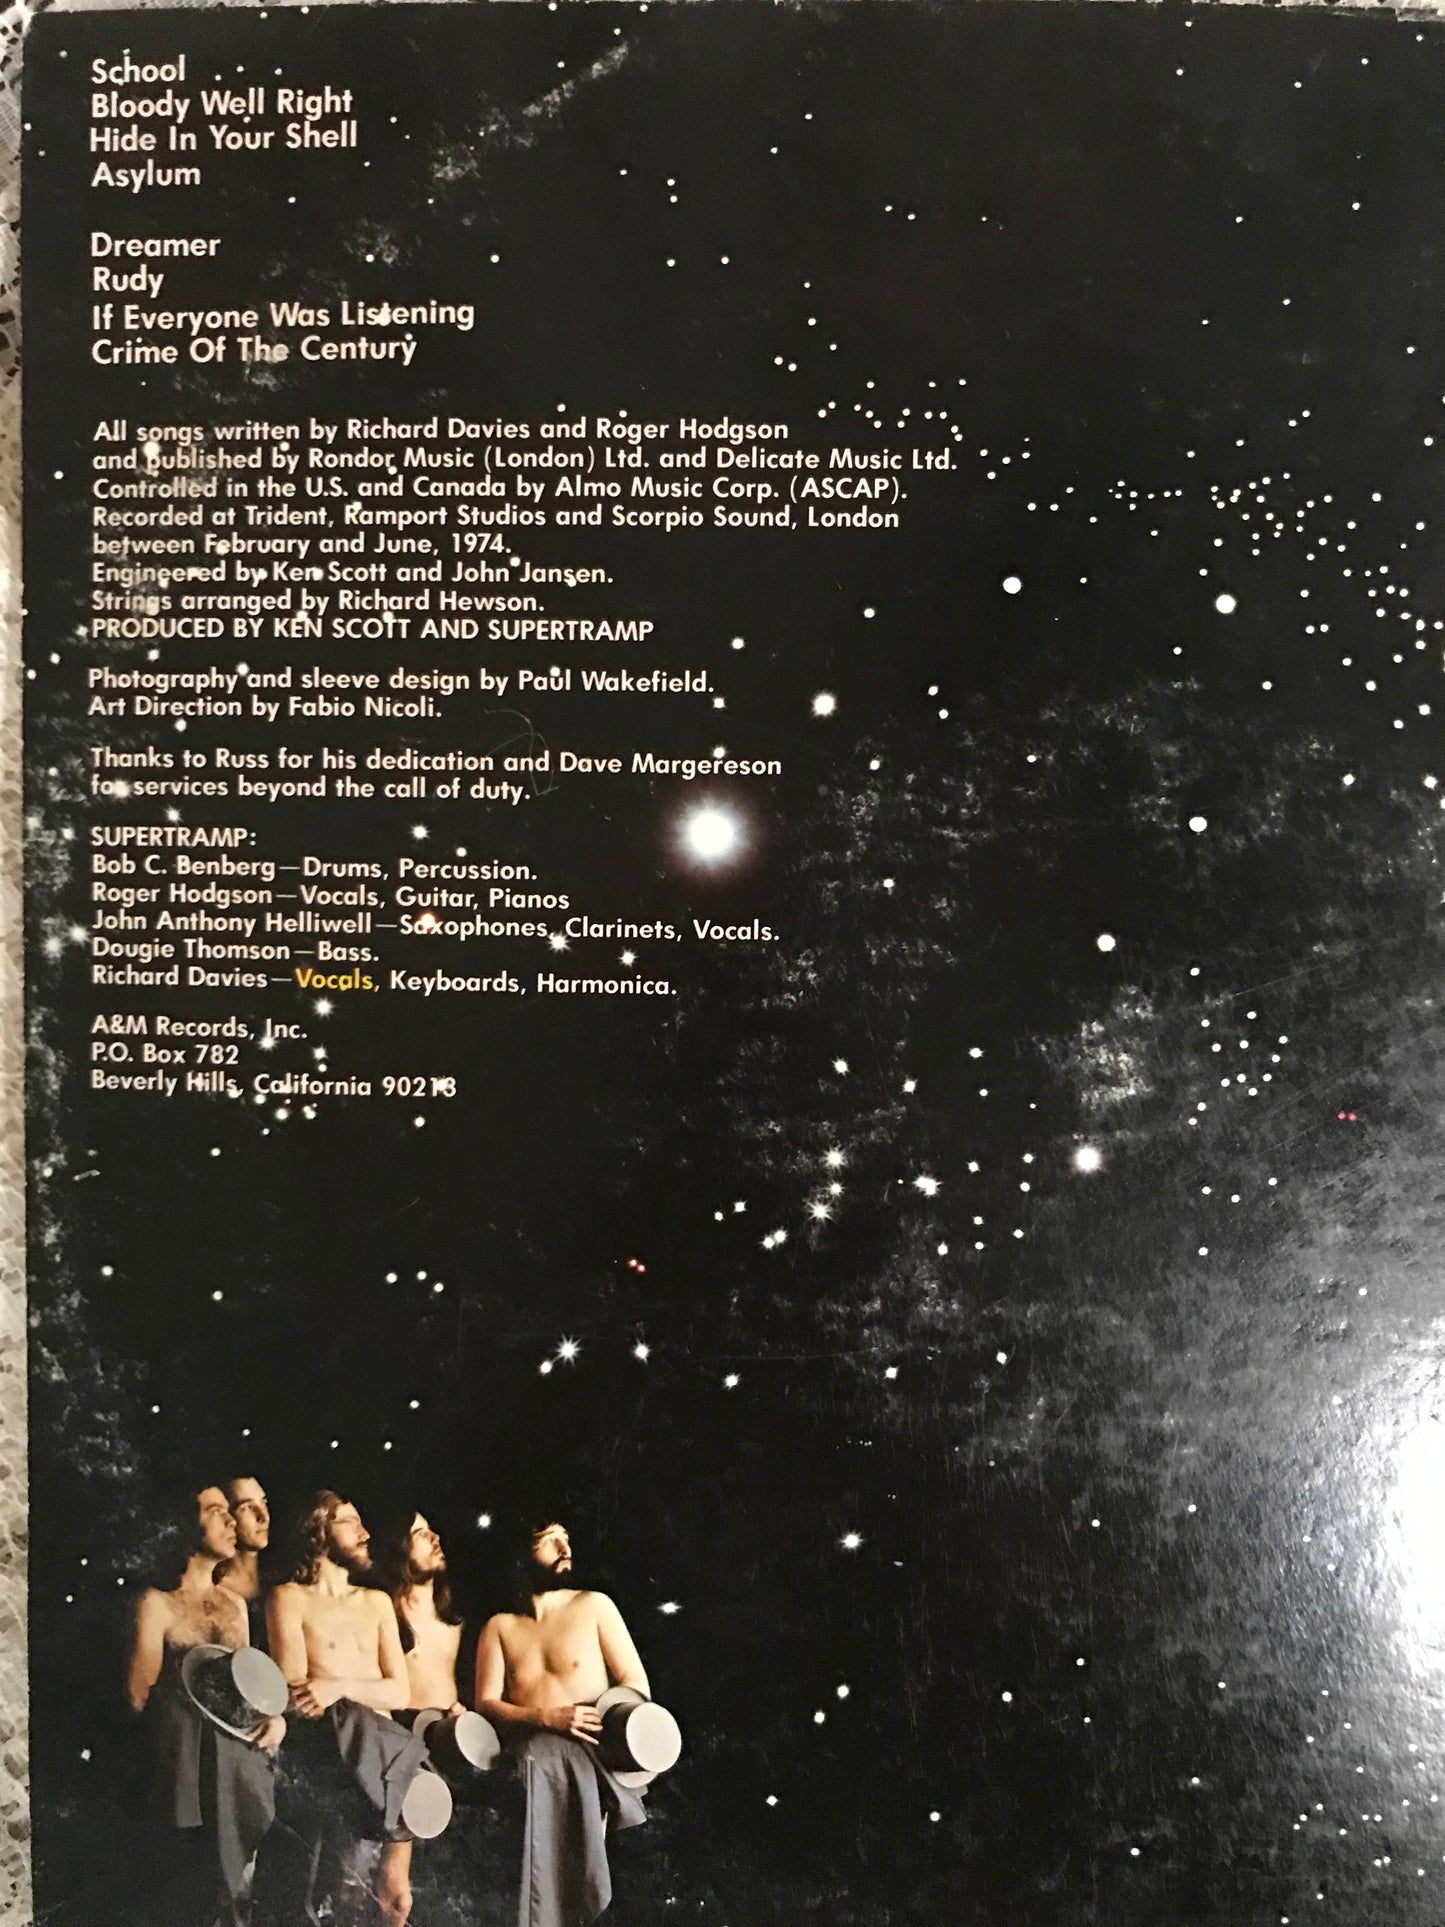 School
Bloody Well Right
Hide In Your Shell
Asylum
Dreamer
Rudy
If Everyone Was Listening
Crime Of The Century
All songs written by Richard Davies and Roger Hodgson
and published by Rondor Music (London) Ltd. and Delicate Music Ltd.
Controlled in the U.S. and Canada by Almo Music Corp. (ASCAP).
Recorded at Trident, Ramport Studios and Scorpio Sound, London
between February and June, 1974.
Engineered by Ken Scott and John Jansen.
Strings arranged by Richard Hewson.
PRODUCED BY KEN SCOTT AND SUPERTRAMP
Photography and sleeve design by Paul Wakefield.
Art Direction by Fabio Nicoli.
Thanks to Russ for his dedication and Dave Margereson
for services beyond the call of duty.
SUPERTRAMP:
Bob C. Benberg—Drums, Percussion.
Roger Hodgson—Vocals, Guitar, Pianos
John Anthony Helliwell—Saxophones, Clarinets, Vocals.
Dougie Thomson—Bass.
Richard Davies—Vocals, Keyboards, Harmonica.
A&M Records, Inc.
P.O. Box 782
Beverly Hills, California 90213